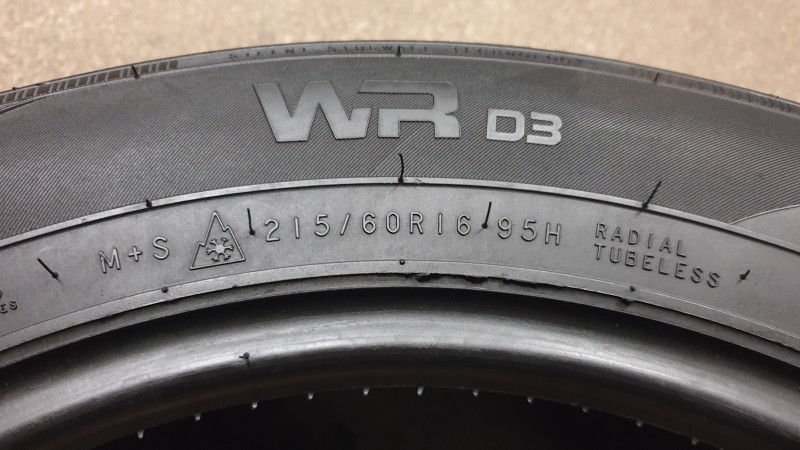 WR D3
M+S 215/60R16 95H RADIAL
TUBELESS